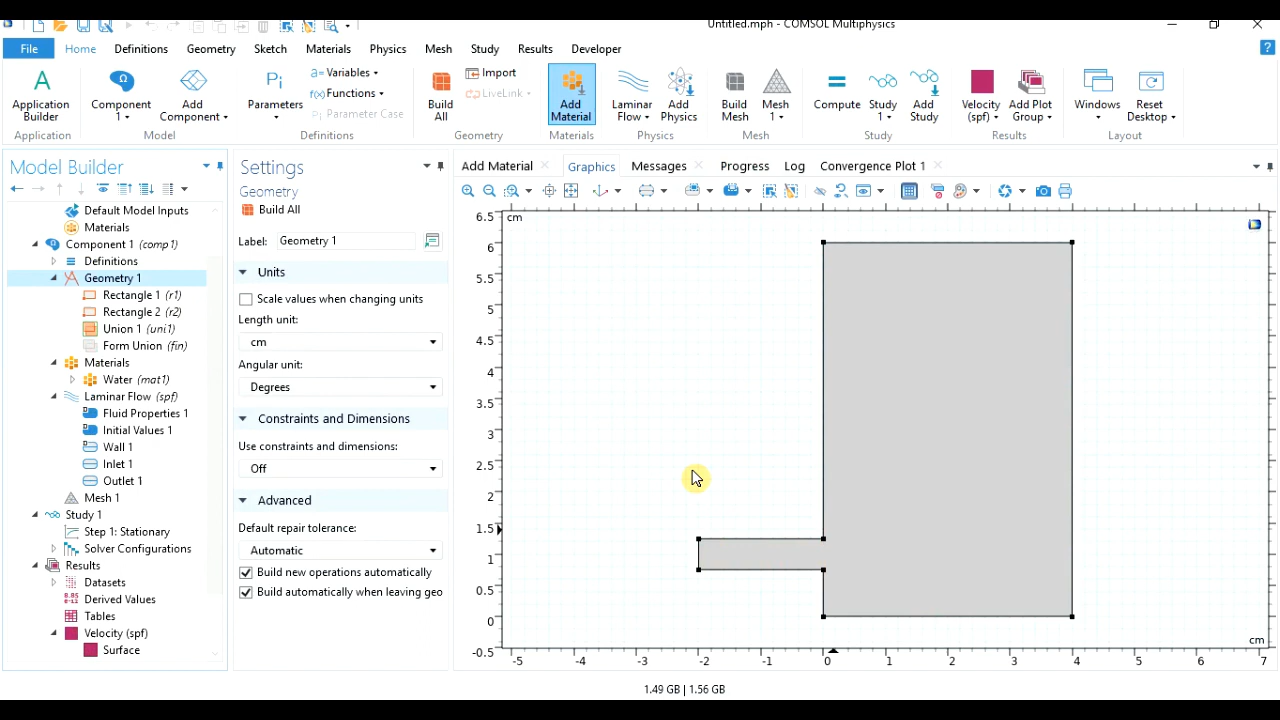 Untitled.mph - COMSOL Multiphysics
File Home Definitions Geometry Sketch Materials Physics Mesh Study Results Developer
Application Builder
Component 1
Add Component
Parameters
a= Variables
f(x) Functions
Pi Parameter Case
Build All
Import
LiveLink
Add Material
Laminar Flow
Add Physics
Build Mesh
Mesh 1
Compute
Study 1
Add Study
Velocity (spf)
Add Plot Group
Windows
Reset Desktop
Application Model Definitions Geometry Materials Physics Mesh Study Results Layout
Model Builder
Default Model Inputs
Materials
Component 1 (comp1)
Definitions
Geometry 1
Rectangle 1 (r1)
Rectangle 2 (r2)
Union 1 (uni1)
Form Union (fin)
Materials
Water (mat1)
Laminar Flow (spf)
Fluid Properties 1
Initial Values 1
Wall 1
Inlet 1
Outlet 1
Mesh 1
Study 1
Step 1: Stationary
Solver Configurations
Results
Datasets
Derived Values
Tables
Velocity (spf)
Surface
Settings
Geometry
Build All
Label: Geometry 1
Units
Scale values when changing units
Length unit:
cm
Angular unit:
Degrees
Constraints and Dimensions
Use constraints and dimensions:
Off
Advanced
Default repair tolerance:
Automatic
Build new operations automatically
Build automatically when leaving geo
Add Material Graphics Messages Progress Log Convergence Plot 1
cm
6.5
6
5.5
5
4.5
4
3.5
3
2.5
2
1.5
1
0.5
0
-0.5
cm
-5 -4 -3 -2 -1 0 1 2 3 4 5 6 7
1.49 GB | 1.56 GB